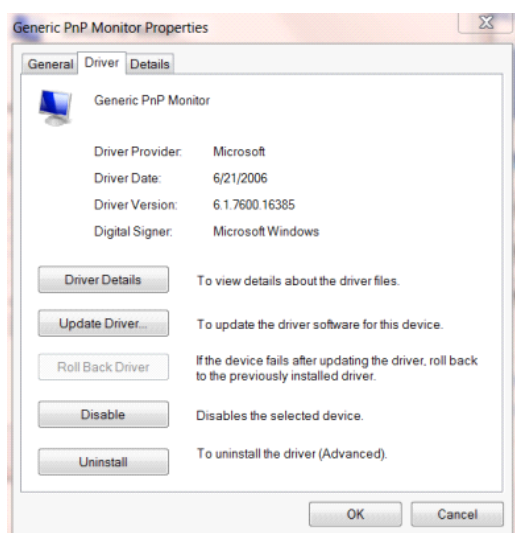 Generic PnP Monitor Properties
General Driver Details
Generic PnP Monitor
Driver Provider: Microsoft
Driver Date: 6/21/2006
Driver Version: 6.1.7600.16385
Digital Signer: Microsoft Windows
Driver Details To view details about the driver files.
Update Driver... To update the driver software for this device.
Roll Back Driver If the device fails after updating the driver, roll back
to the previously installed driver.
Disable Disables the selected device.
Uninstall To uninstall the driver (Advanced).
OK Cancel